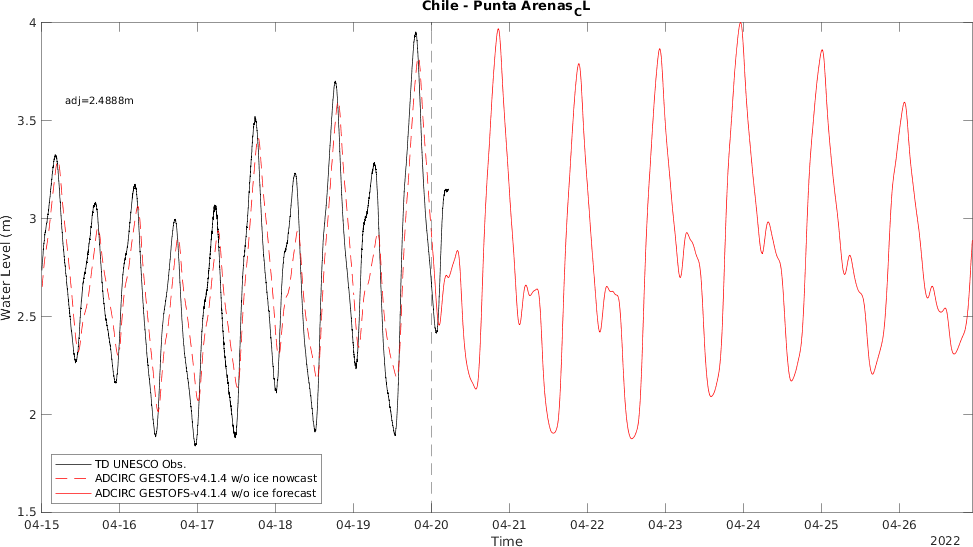 Chile - Punta Arenas_CL
adj=2.4888m
4
3.5
3
2.5
2
1.5
Water Level (m)
TD UNESCO Obs.
ADCIRC GESTOFS-v4.1.4 w/o ice nowcast
ADCIRC GESTOFS-v4.1.4 w/o ice forecast
04-15 04-16 04-17 04-18 04-19 04-20 04-21 04-22 04-23 04-24 04-25 04-26
Time
2022